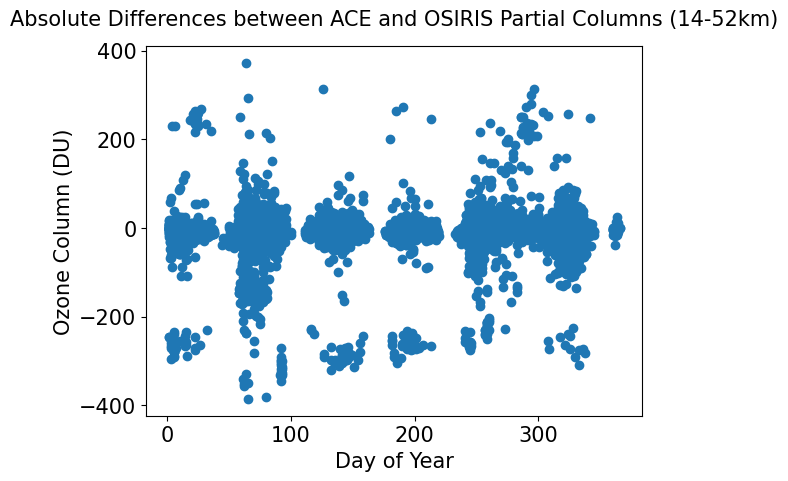 Absolute Differences between ACE and OSIRIS Partial Columns (14-52km)
400
200
0
−200
−400
Ozone Column (DU)
0 100 200 300
Day of Year